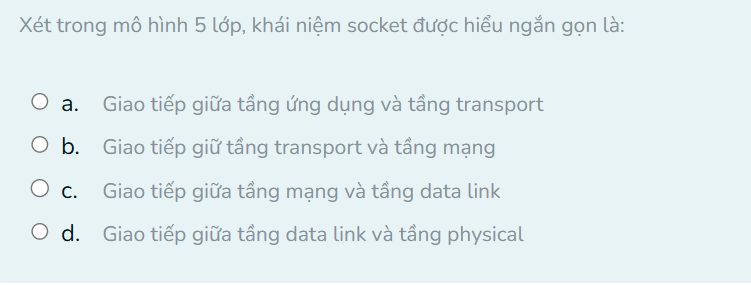 Xét trong mô hình 5 lớp, khái niệm socket được hiểu ngắn gọn là:
a. Giao tiếp giữa tầng ứng dụng và tầng transport
b. Giao tiếp giữ tầng transport và tầng mạng
c. Giao tiếp giữa tầng mạng và tầng data link
d. Giao tiếp giữa tầng data link và tầng physical